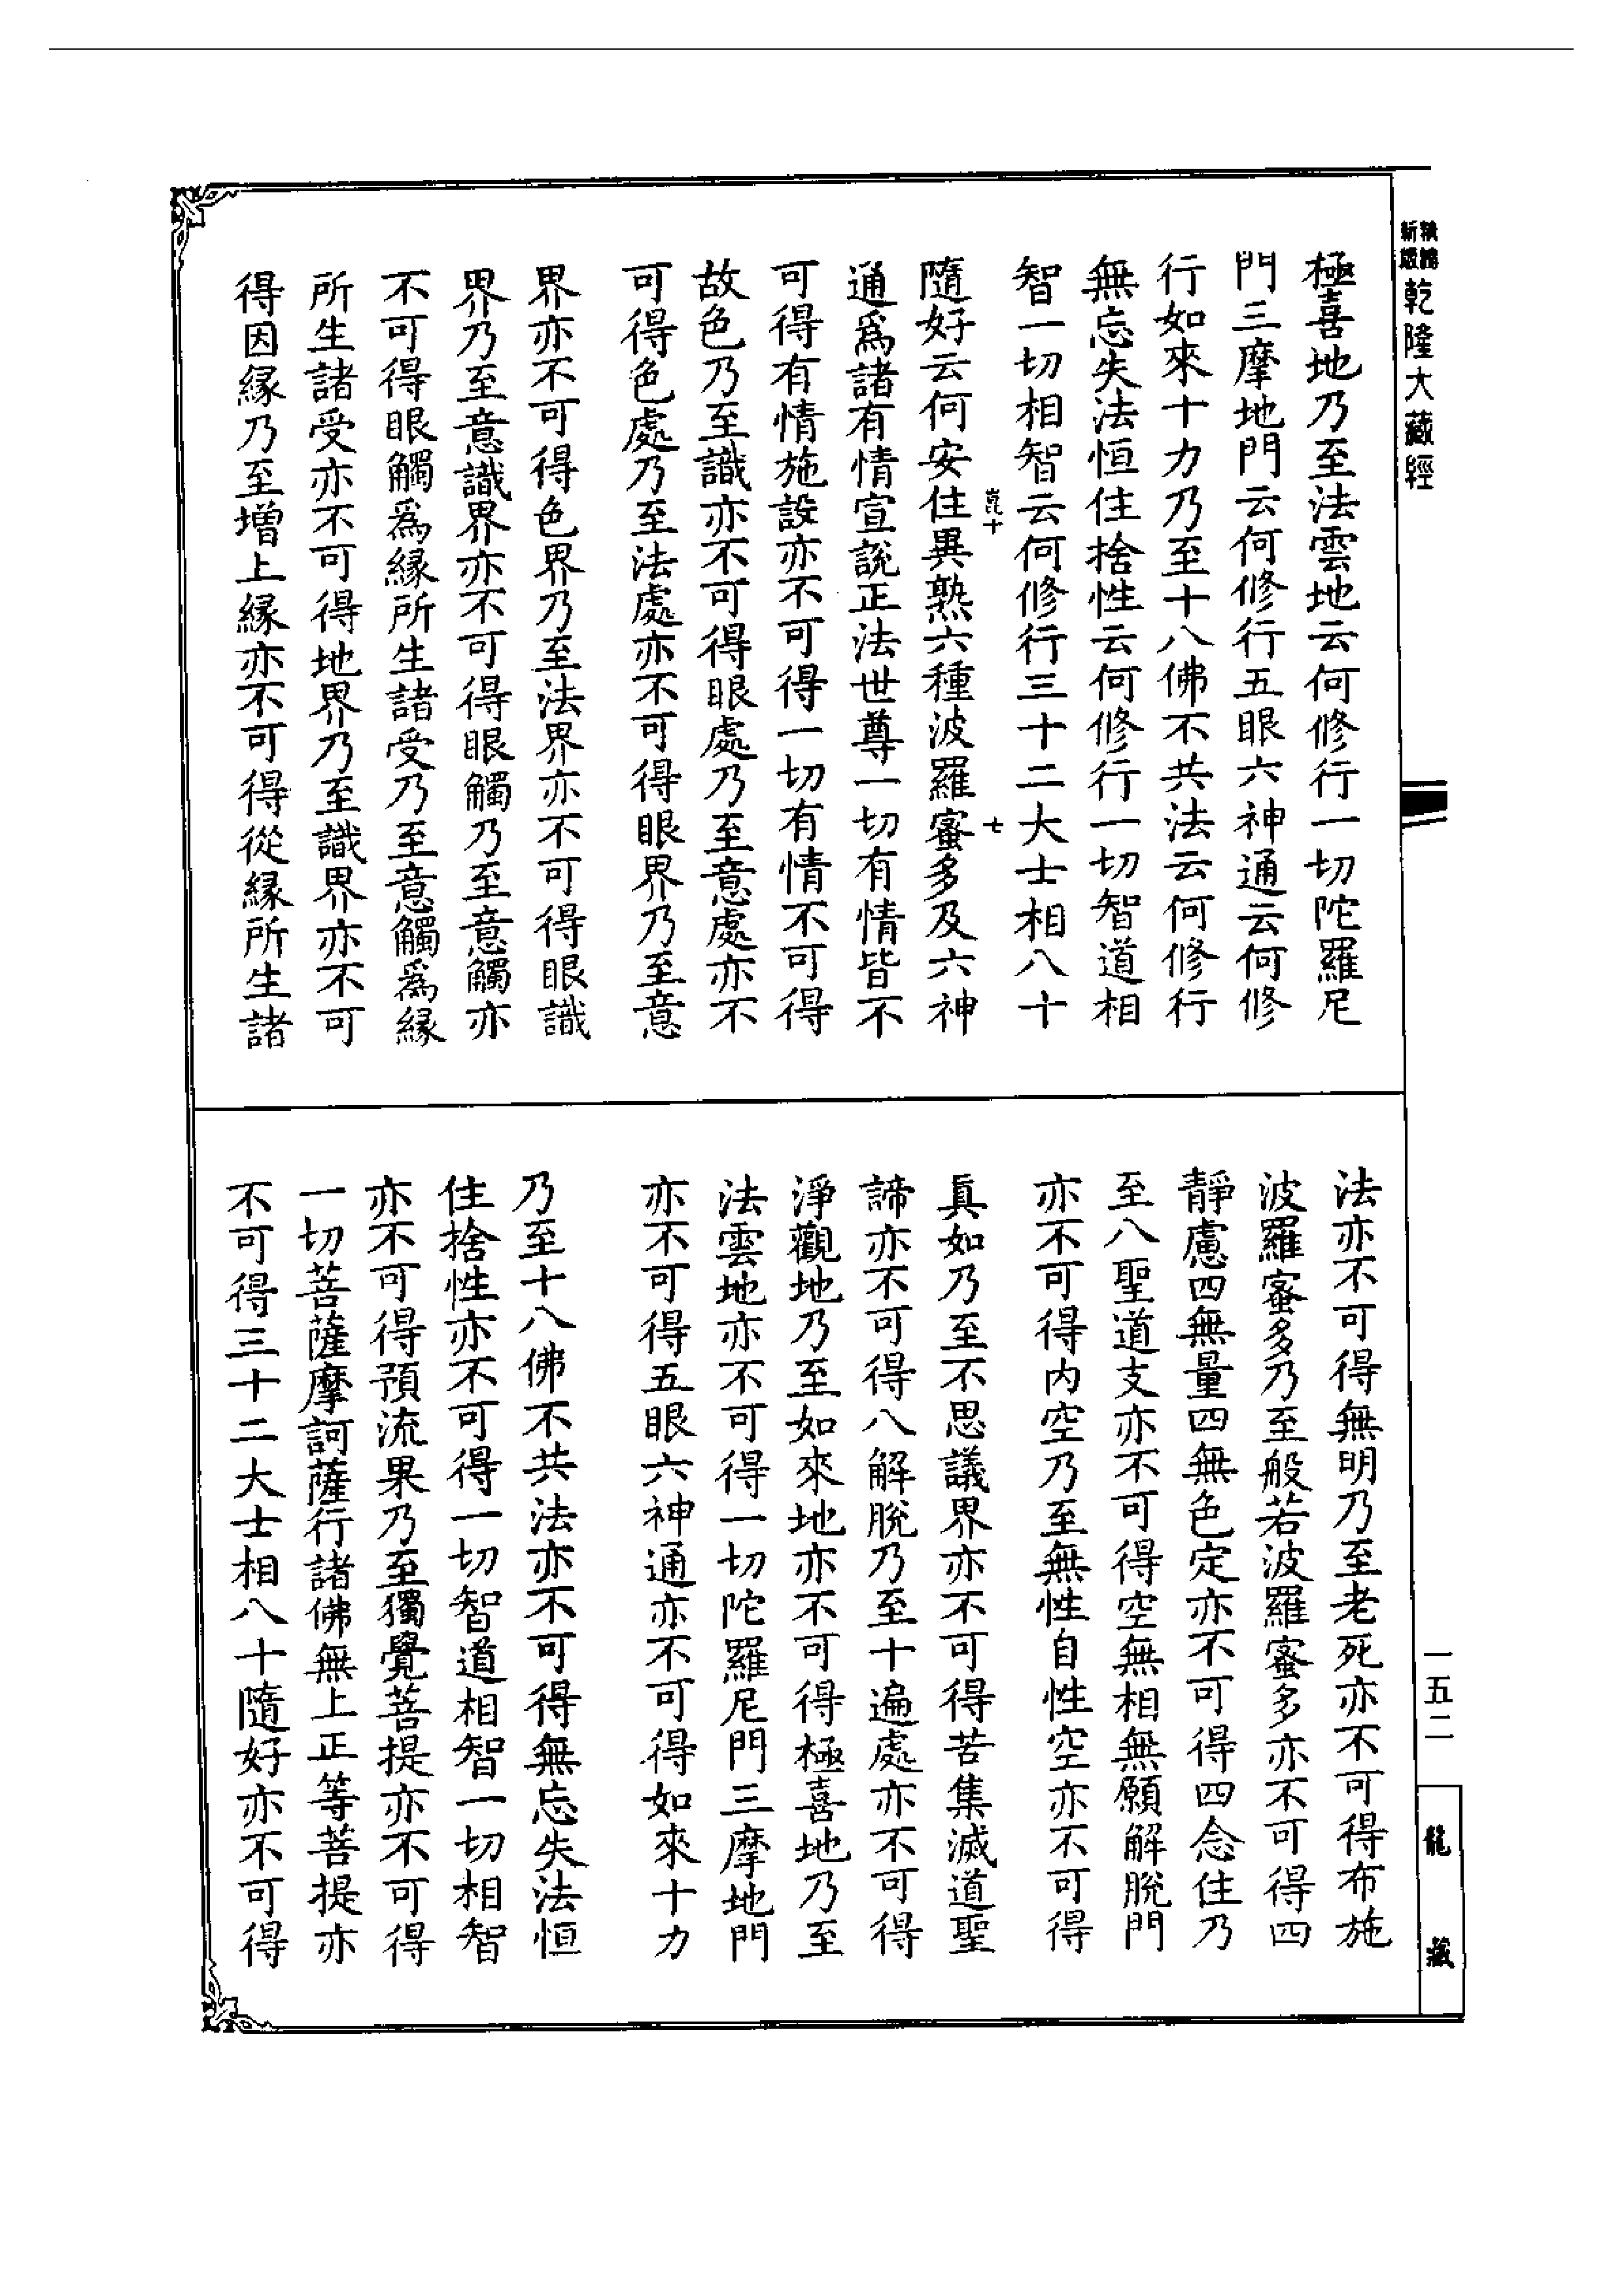 乾隆大藏經
極喜地乃至法雲地云何修行一切陀羅尼
門三摩地門云何修行五眼六神通云何修
行如來十力乃至十八佛不共法云何修行
無忘失法恒住捨性云何修行一切智道相
智一切相智云何修行三十二大士相八十
隨好云何安住異熟六種波羅蜜多及六神
通爲諸有情宣說正法世尊一切有情皆不
可得有情施設亦不可得一切有情不可得
故色乃至識亦不可得眼處乃至意處亦不
可得色處乃至法處亦不可得眼界乃至意
界亦不可得色界乃至法界亦不可得眼識
界乃至意識界亦不可得眼觸乃至意觸亦
不可得眼觸爲緣所生諸受乃至意觸爲緣
所生諸受亦不可得地界乃至識界亦不可
得因緣乃至增上緣亦不可得從緣所生諸
法亦不可得無明乃至老死亦不可得布施
波羅蜜多乃至般若波羅蜜多亦不可得四
靜慮四無量四無色定亦不可得四念住乃
至八聖道支亦不可得空無相無願解脫門
亦不可得內空乃至無性自性空亦不可得
真如乃至不思議界亦不可得苦集滅道聖
諦亦不可得八解脫乃至十遍處亦不可得
淨觀地乃至如來地亦不可得極喜地乃至
法雲地亦不可得一切陀羅尼門三摩地門
亦不可得五眼六神通亦不可得如來十力
乃至十八佛不共法亦不可得無忘失法恒
住捨性亦不可得一切智道相智一切相智
亦不可得預流果乃至獨覺菩提亦不可得
一切菩薩摩訶薩行諸佛無上正等菩提亦
不可得三十二大士相八十隨好亦不可得
一五二
龍藏